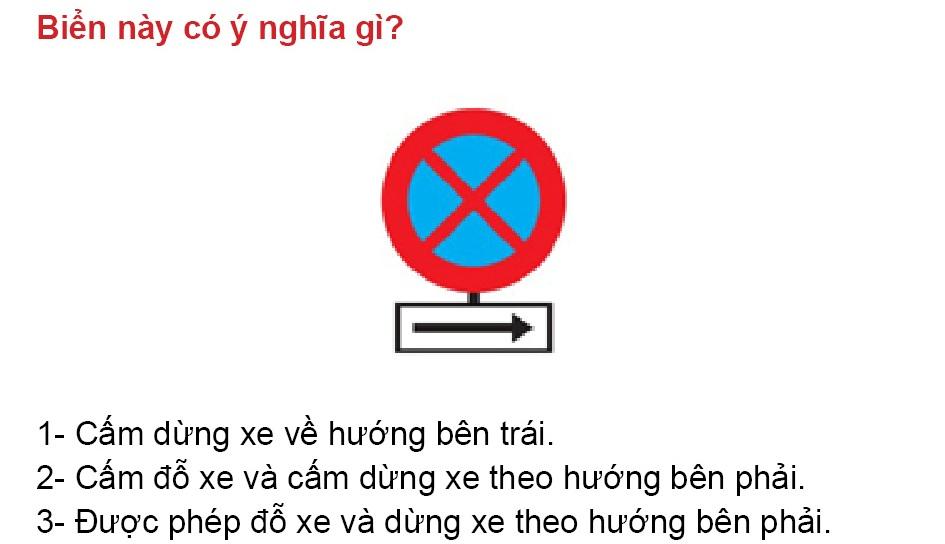 Biển này có ý nghĩa gì?
1- Cấm dừng xe về hướng bên trái.
2- Cấm đỗ xe và cấm dừng xe theo hướng bên phải.
3- Được phép đỗ xe và dừng xe theo hướng bên phải.